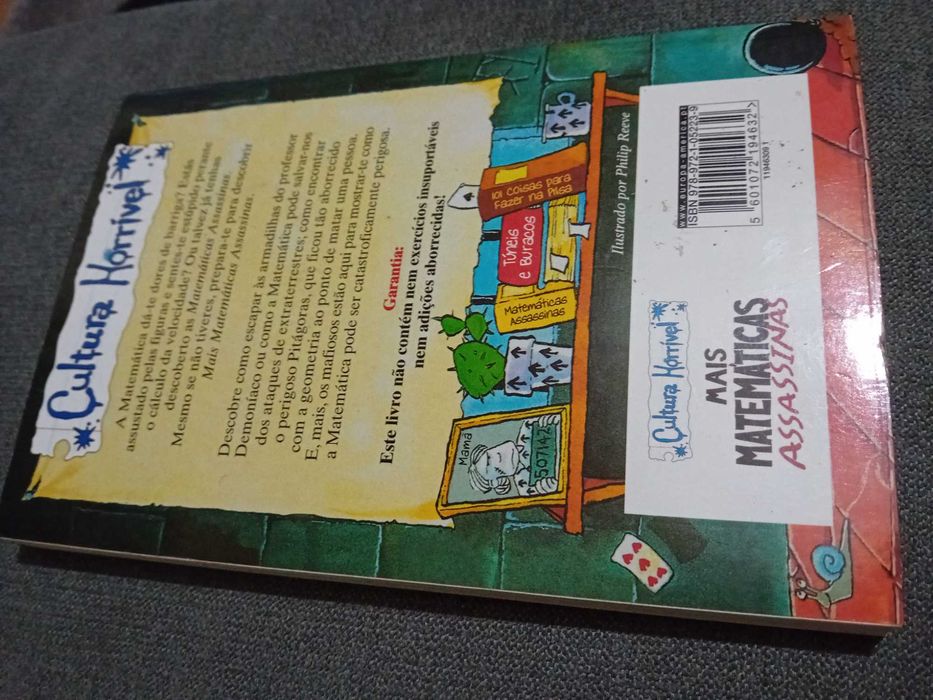 Cultura Horrível
A Matemática dá-te dores de barriga? Estás
assustado pelas figuras e sentes-te estúpido perante
o cálculo da velocidade? Ou talvez já tenhas
descoberto as Matemáticas Assassinas.
Mesmo se não tiveres, prepara-te para descobrir
Mais Matemáticas Assassinas.
Descobre como escapar às armadilhas do professor
Demoníaco ou como a Matemática pode salvar-nos
dos ataques de extraterrestres; como encontrar
o perigoso Pitágoras, que ficou tão aborrecido
com a geometria ao ponto de matar uma pessoa.
E, mais, os mafiosos estão aqui para mostrar-te como
a Matemática pode ser catastroficamente perigosa.
Garantia:
Este livro não contém nem exercícios insuportáveis
nem adições aborrecidas!
Mamã
507142
Matemáticas
Assassinas
Túneis
e Buracos
101 Coisas para
Fazer na Pilsa
Ilustrado por Philip Reeve
Cultura Horrível
MAIS
MATEMÁTICAS
ASSASSINAS
www.europa-america.pt
ISBN 978-972-1-05223-9
5 601072 194632 >